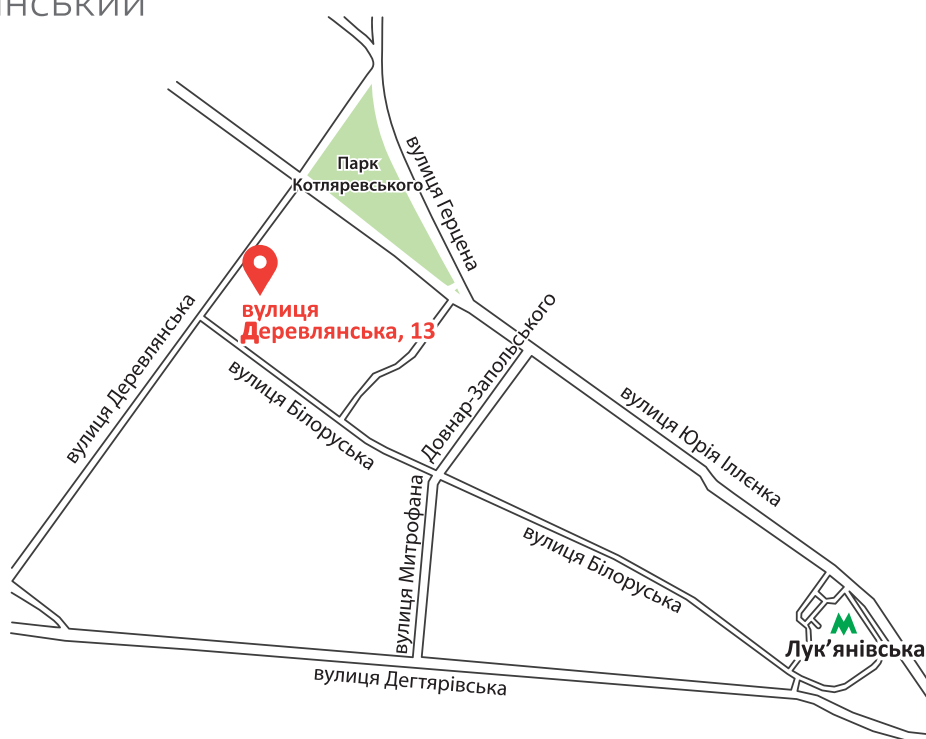 нський
Парк
Котляревського
вулиця Герцена
вулиця
Деревлянська, 13
вулиця Деревлянська
вулиця Білоруська
Довнар-Запольського
вулиця Юрія Іллєнка
вулиця Митрофана
вулиця Білоруська
Лук’янівська
вулиця Дегтярівська